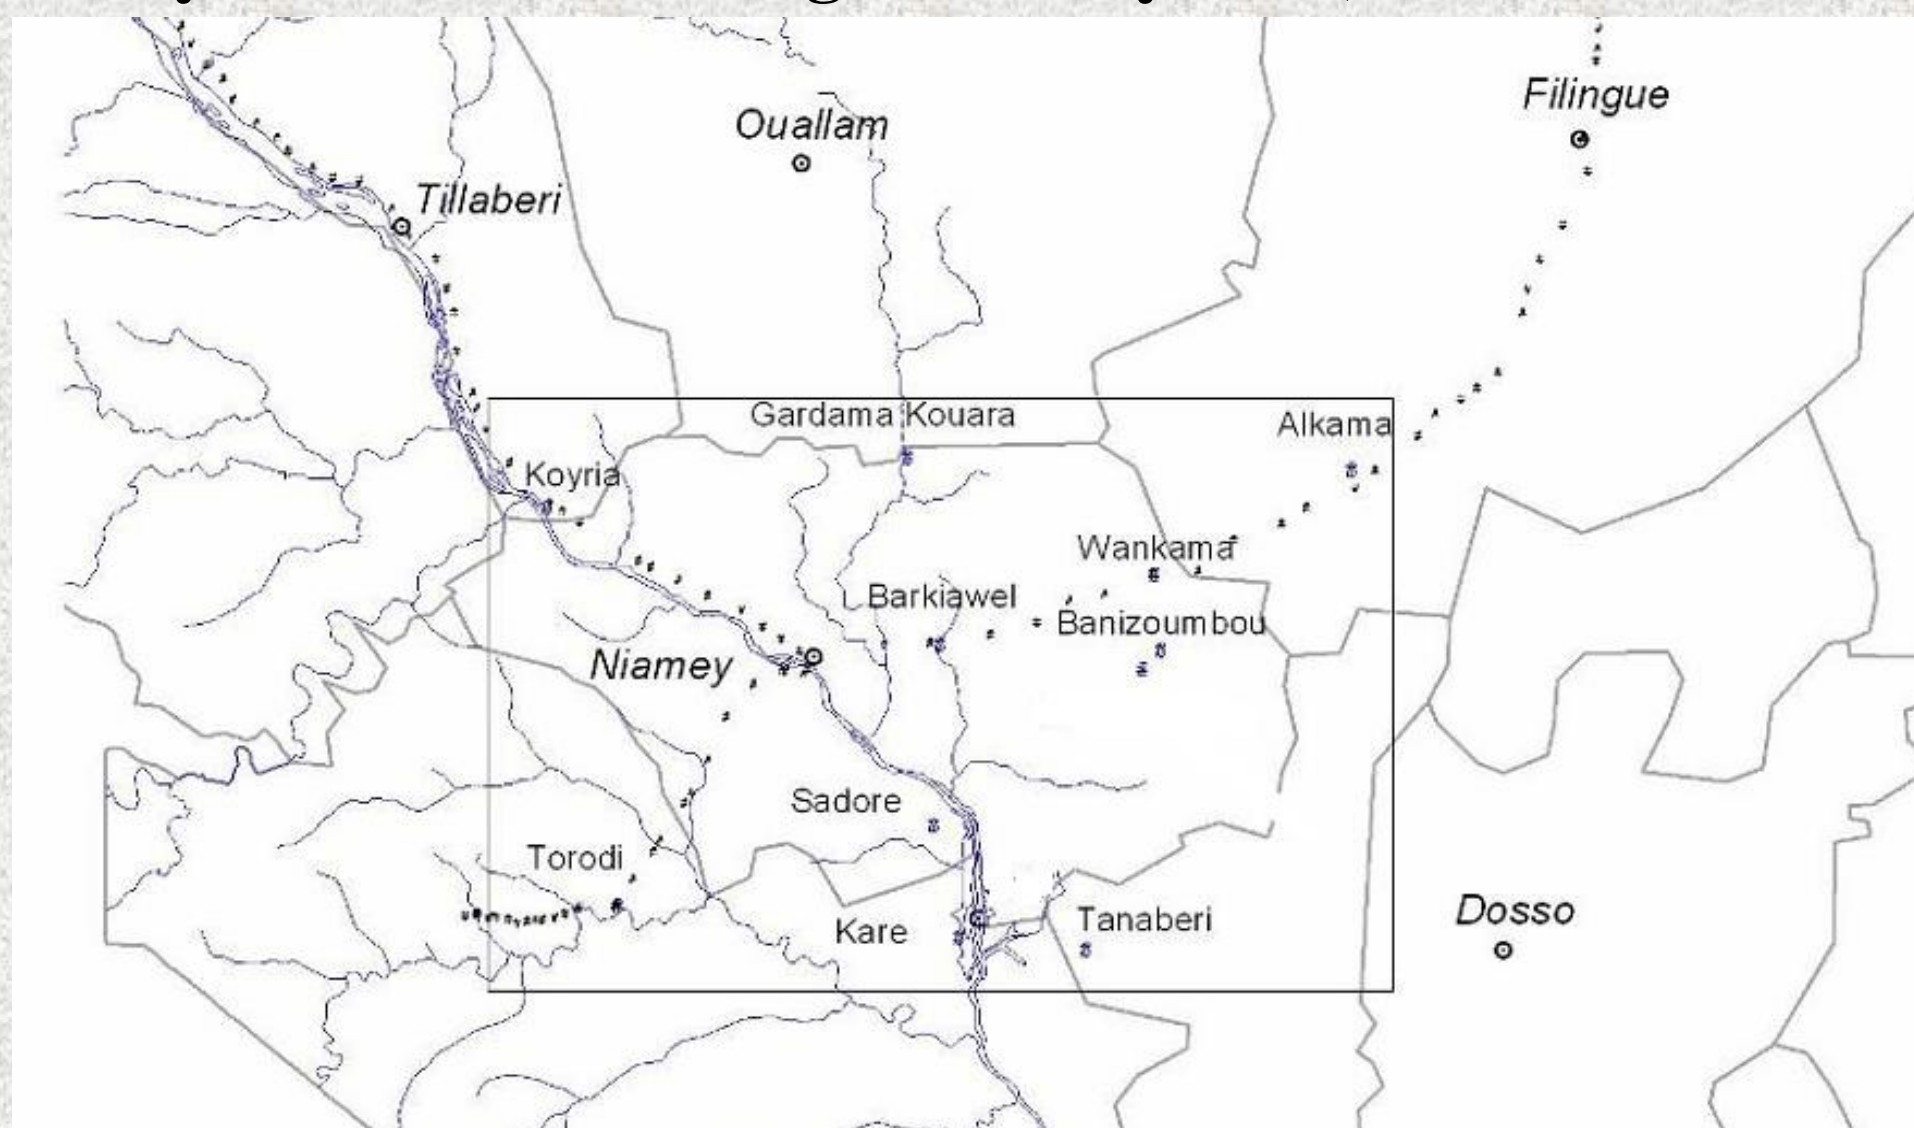 Filingue
Ouallam
Tillaberi
Gardama Kouara
Alkama
Koyria
Wankama
Barkiawel
Banizoumbou
Niamey
Sadore
Torodi
Dosso
Kare
Tanaberi